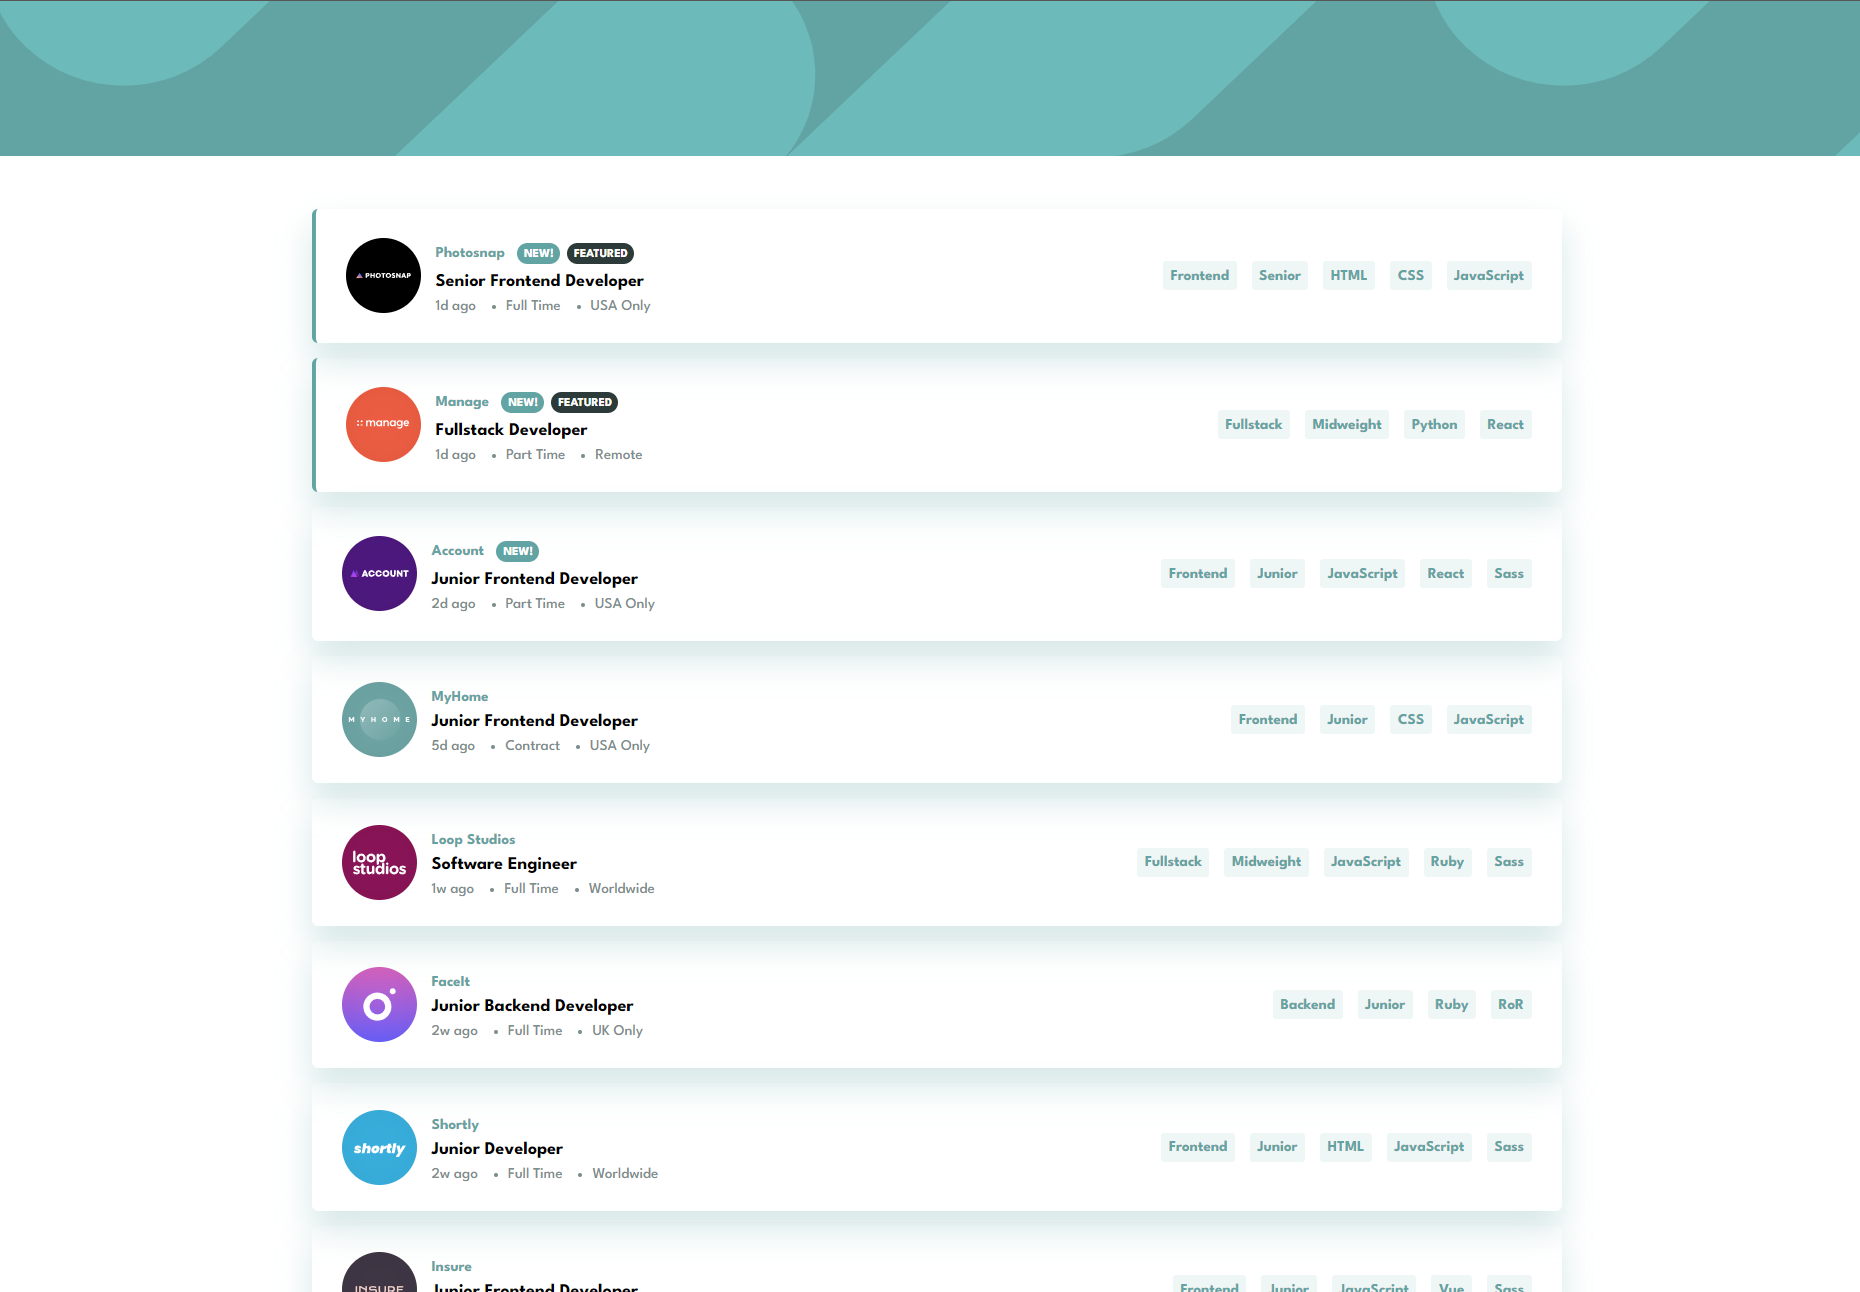 PHOTOSNAP
Photosnap NEW! FEATURED
Senior Frontend Developer
1d ago • Full Time • USA Only
Frontend Senior HTML CSS JavaScript
manage
Manage NEW! FEATURED
Fullstack Developer
1d ago • Part Time • Remote
Fullstack Midweight Python React
ACCOUNT
Account NEW!
Junior Frontend Developer
2d ago • Part Time • USA Only
Frontend Junior JavaScript React Sass
MYHOME
MyHome
Junior Frontend Developer
5d ago • Contract • USA Only
Frontend Junior CSS JavaScript
loop
studios
Loop Studios
Software Engineer
1w ago • Full Time • Worldwide
Fullstack Midweight JavaScript Ruby Sass
FaceIt
Junior Backend Developer
2w ago • Full Time • UK Only
Backend Junior Ruby RoR
shortly
Shortly
Junior Developer
2w ago • Full Time • Worldwide
Frontend Junior HTML JavaScript Sass
INSURE
Insure
Junior Frontend Developer
Frontend Junior JavaScript Vue Sass